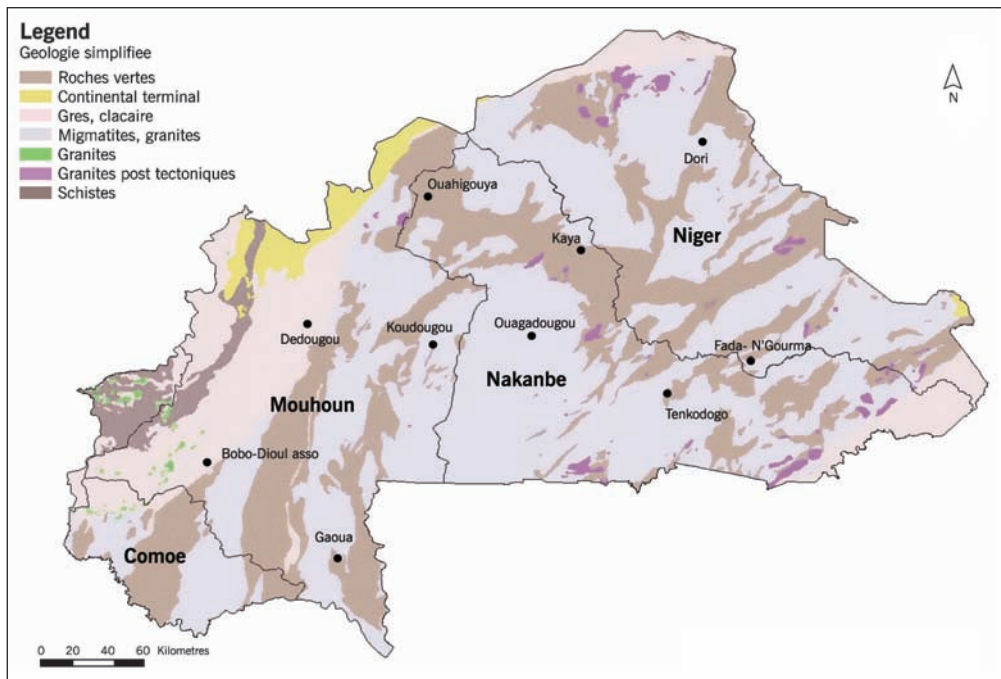 Legend
Geologie simplifiee
Roches vertes
Continental terminal
Gres, clacaire
Migmatites, granites
Granites
Granites post tectoniques
Schistes
N
Dori
Ouahigouya
Niger
Kaya
Dedougou
Koudougou
Ouagadougou
Fada- N'Gourma
Nakanbe
Mouhoun
Tenkodogo
Bobo-Dioul asso
Comoe
Gaoua
0 20 40 60 Kilometres